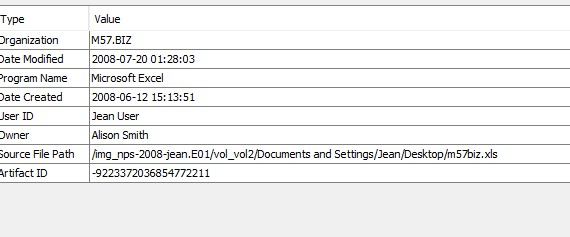 Type Value
Organization M57.BIZ
Date Modified 2008-07-20 01:28:03
Program Name Microsoft Excel
Date Created 2008-06-12 15:13:51
User ID Jean User
Owner Alison Smith
Source File Path /img_nps-2008-jean.E01/vol_vol2/Documents and Settings/Jean/Desktop/m57biz.xls
Artifact ID -9223372036854772211